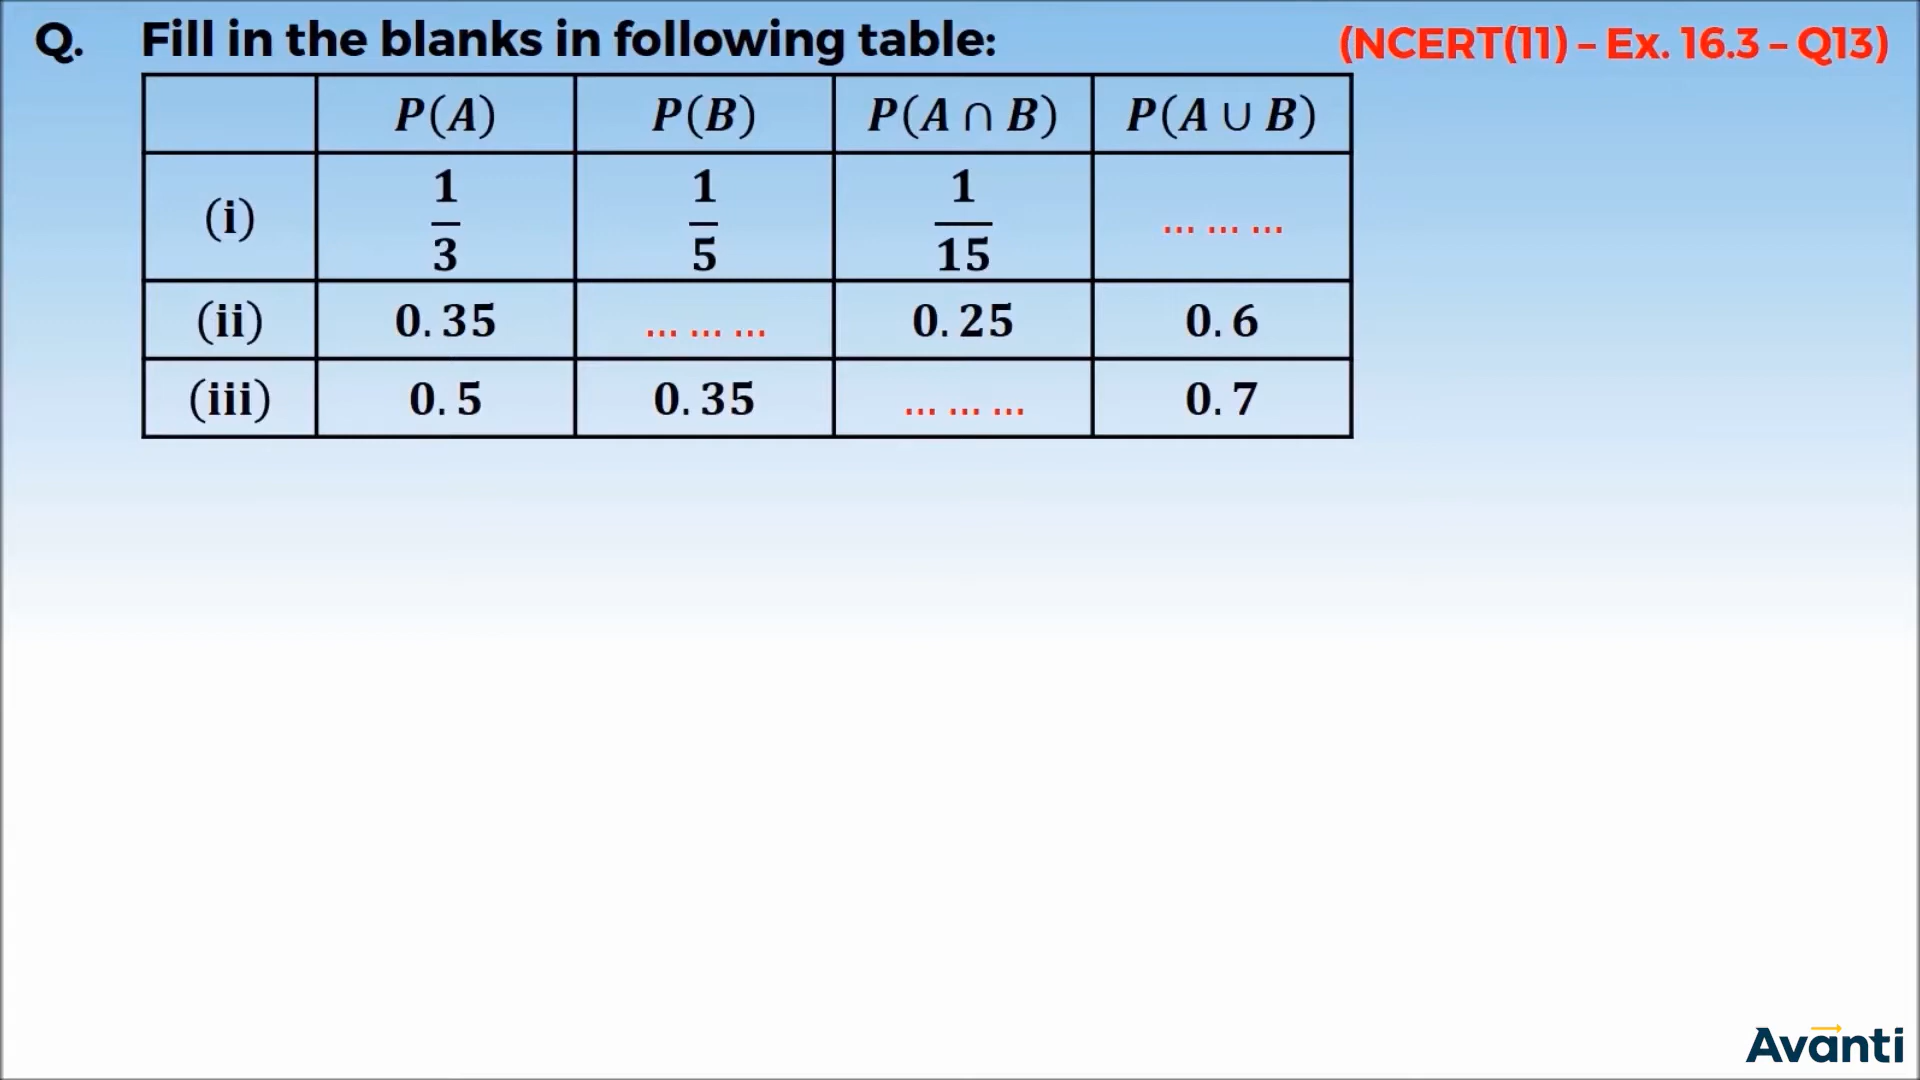 Q. Fill in the blanks in following table: (NCERT(11) – Ex. 16.3 – Q13)
P(A) P(B) P(A ∩ B) P(A ∪ B)
(i) 1/3 1/5 1/15 ... ... ...
(ii) 0.35 ... ... ... 0.25 0.6
(iii) 0.5 0.35 ... ... ... 0.7
Avanti